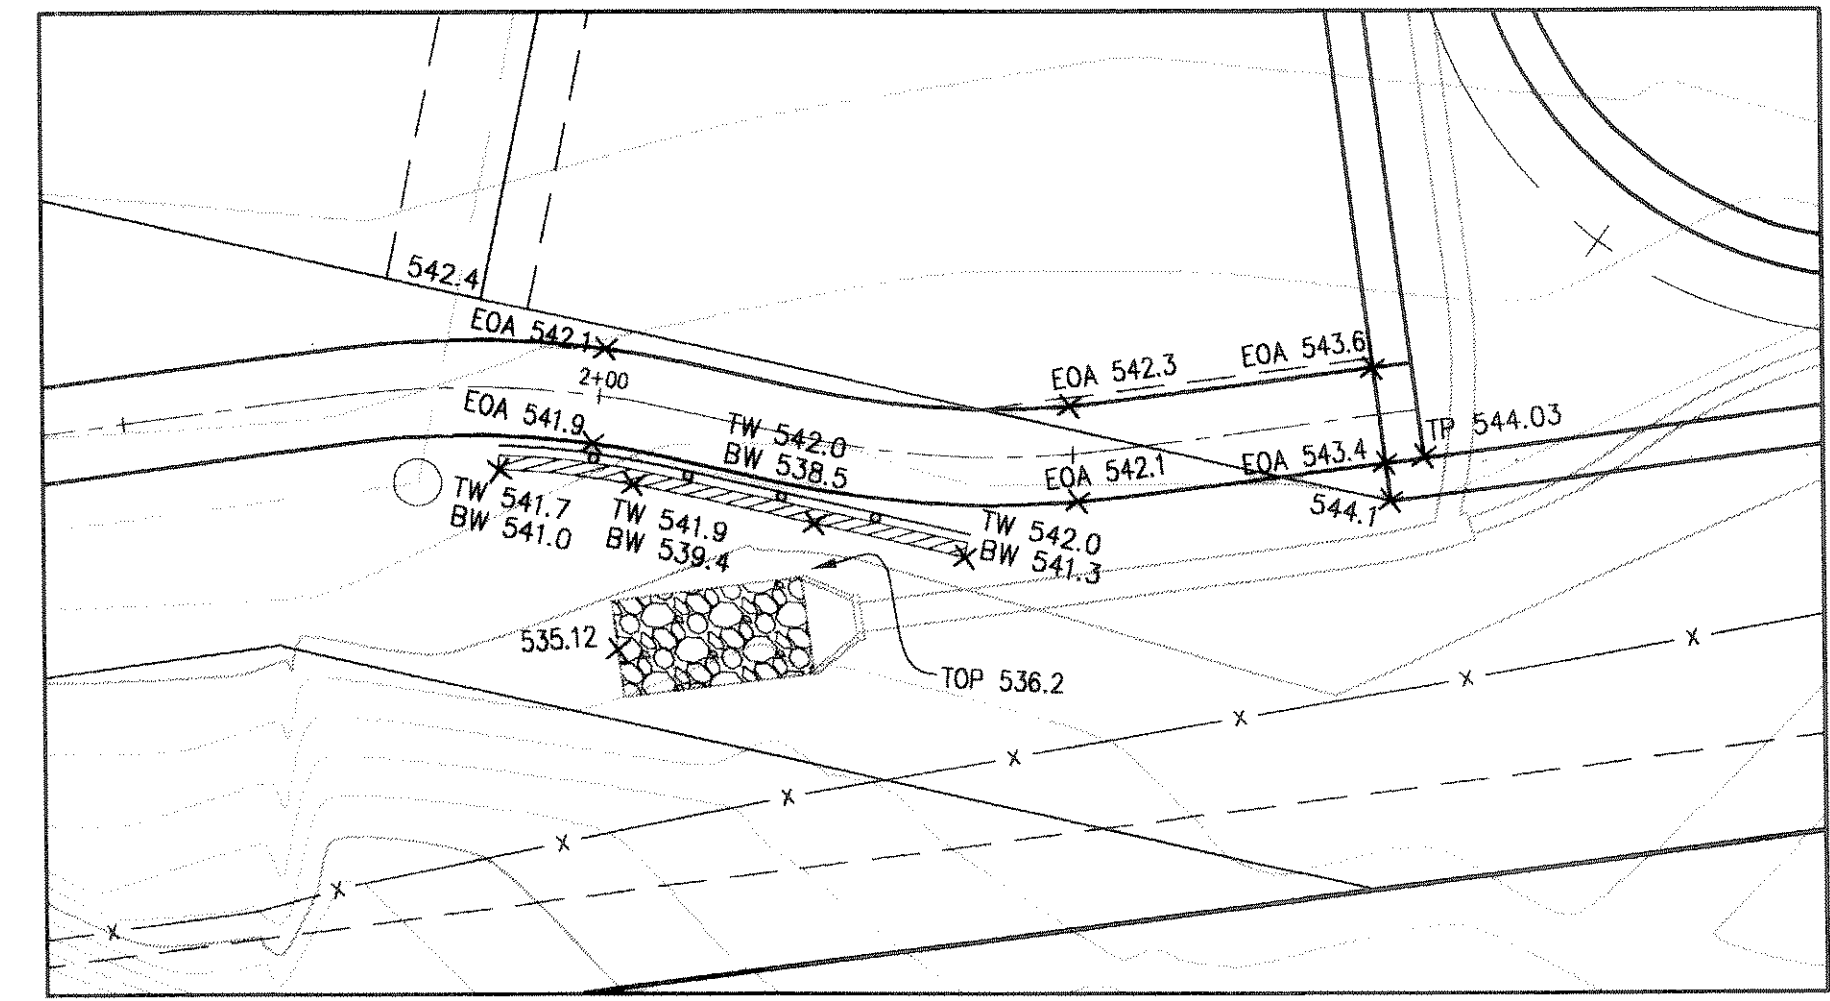 542.4
EOA 542.1
2+00
EOA 542.3
EOA 543.6
EOA 541.9
TW 542.0
BW 538.5
TP 544.03
EOA 542.1
EOA 543.4
544.1
TW 541.7
BW 541.0
TW 541.9
BW 539.4
TW 542.0
BW 541.3
535.12
TOP 536.2